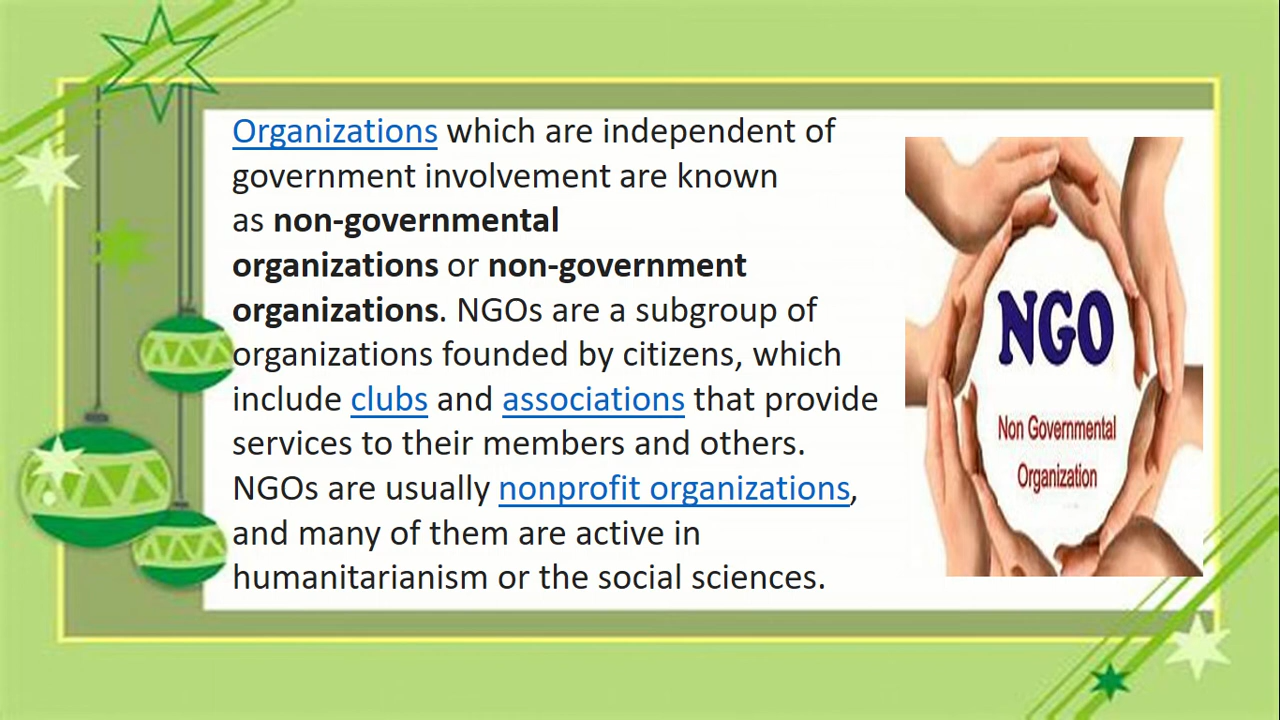 Organizations which are independent of
government involvement are known
as non-governmental
organizations or non-government
organizations. NGOs are a subgroup of
organizations founded by citizens, which
include clubs and associations that provide
services to their members and others.
NGOs are usually nonprofit organizations,
and many of them are active in
humanitarianism or the social sciences.
NGO
Non Governmental
Organization